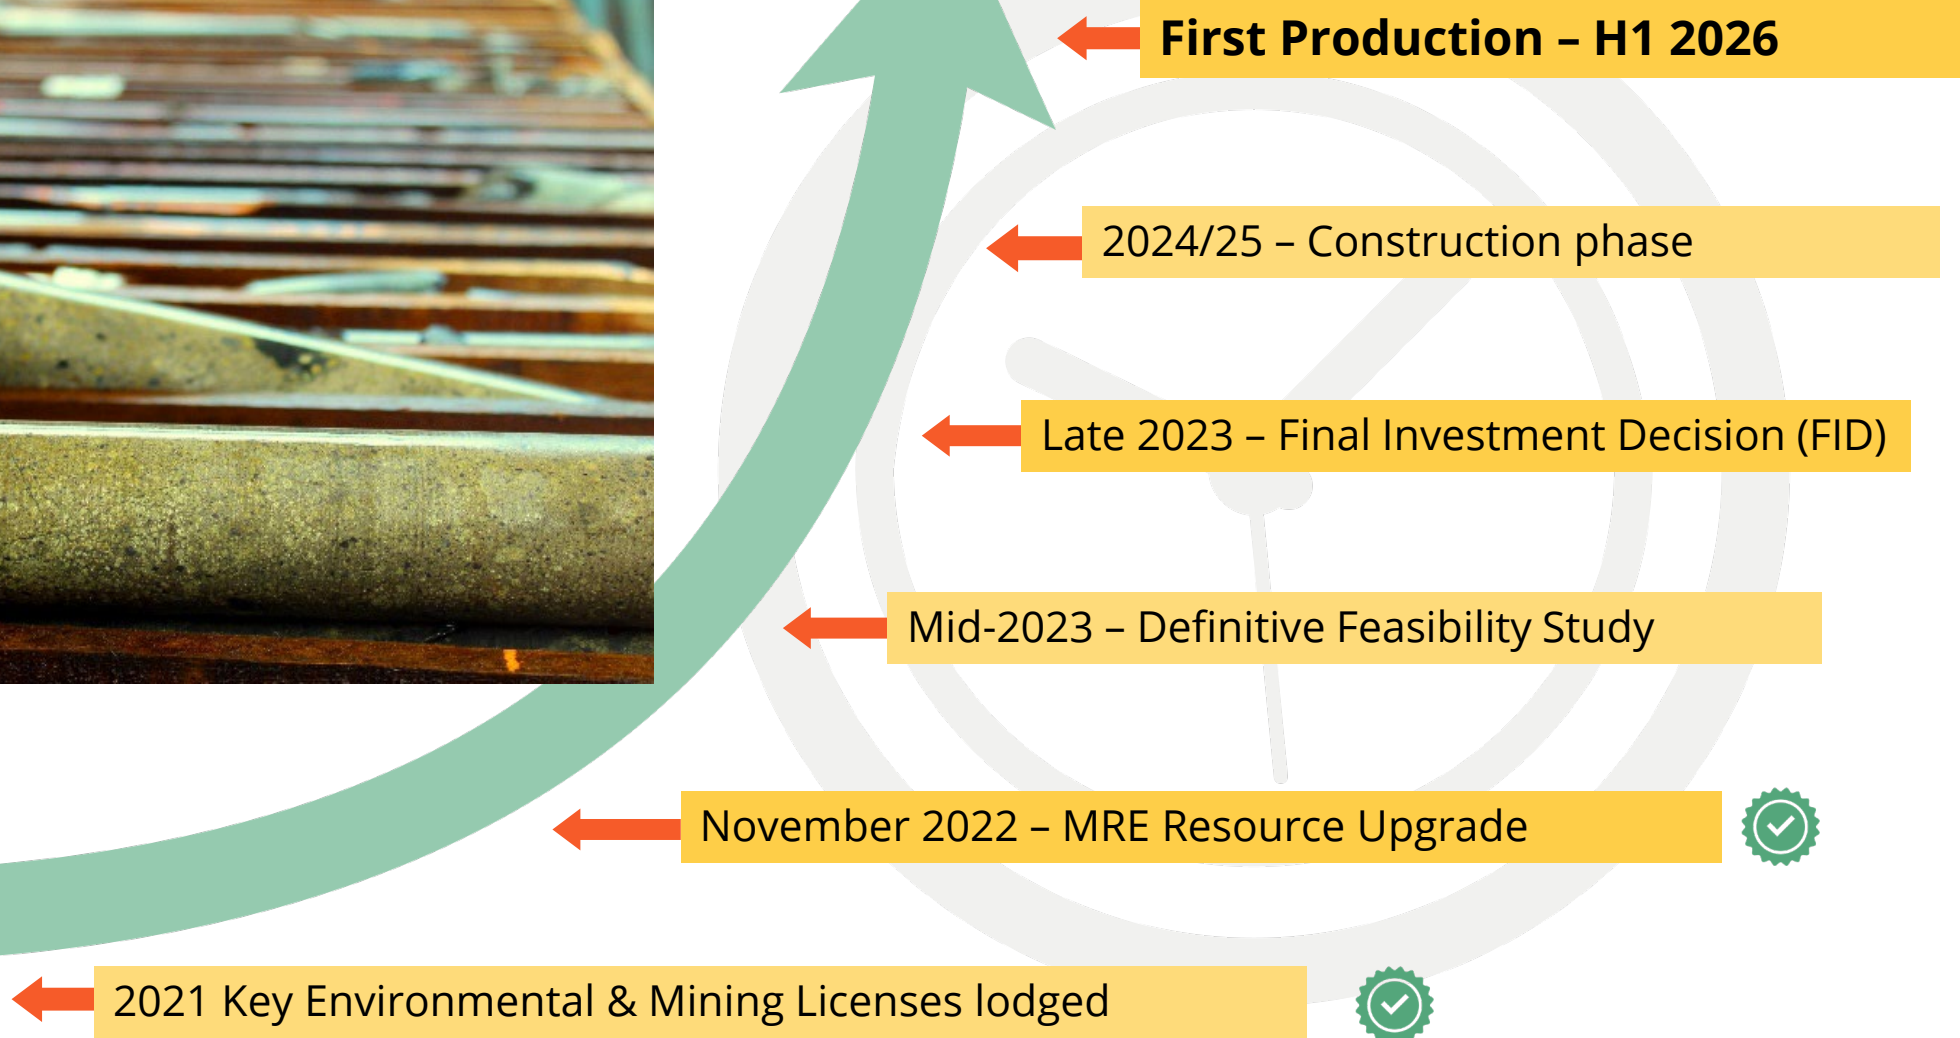 First Production – H1 2026
2024/25 – Construction phase
Late 2023 – Final Investment Decision (FID)
Mid-2023 – Definitive Feasibility Study
November 2022 – MRE Resource Upgrade
2021 Key Environmental & Mining Licenses lodged